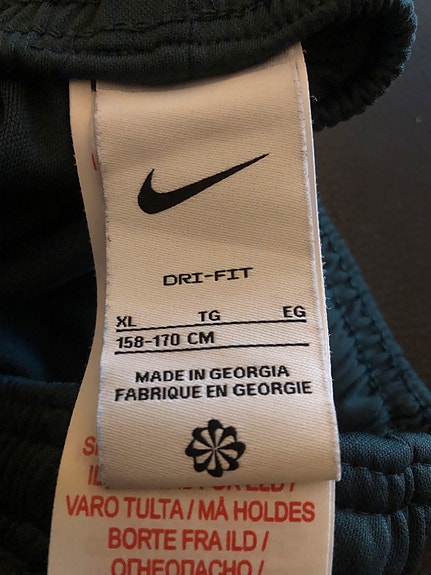 DRI-FIT
XL TG EG
158-170 CM
MADE IN GEORGIA
FABRIQUE EN GEORGIE
VARO TULTA / MÅ HOLDES
BORTE FRA ILD /
ΟΠΗΕΟΠΑCHO /